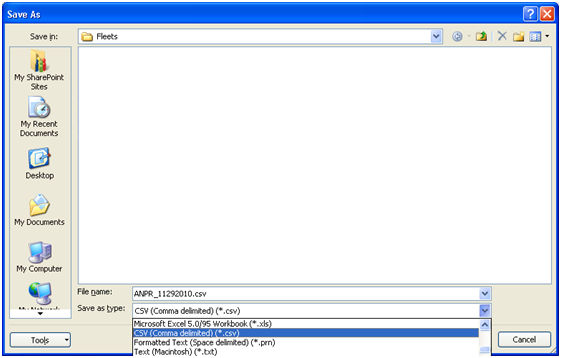 Save As
Save in:
Fleets
My SharePoint
Sites
My Recent
Documents
Desktop
My Documents
My Computer
My Network
File name:
ANPR_11292010.csv
Save as type:
CSV (Comma delimited) (*.csv)
Microsoft Excel 5.0/95 Workbook (*.xls)
CSV (Comma delimited) (*.csv)
Formatted Text (Space delimited) (*.prn)
Text (Macintosh) (*.txt)
Tools
Cancel